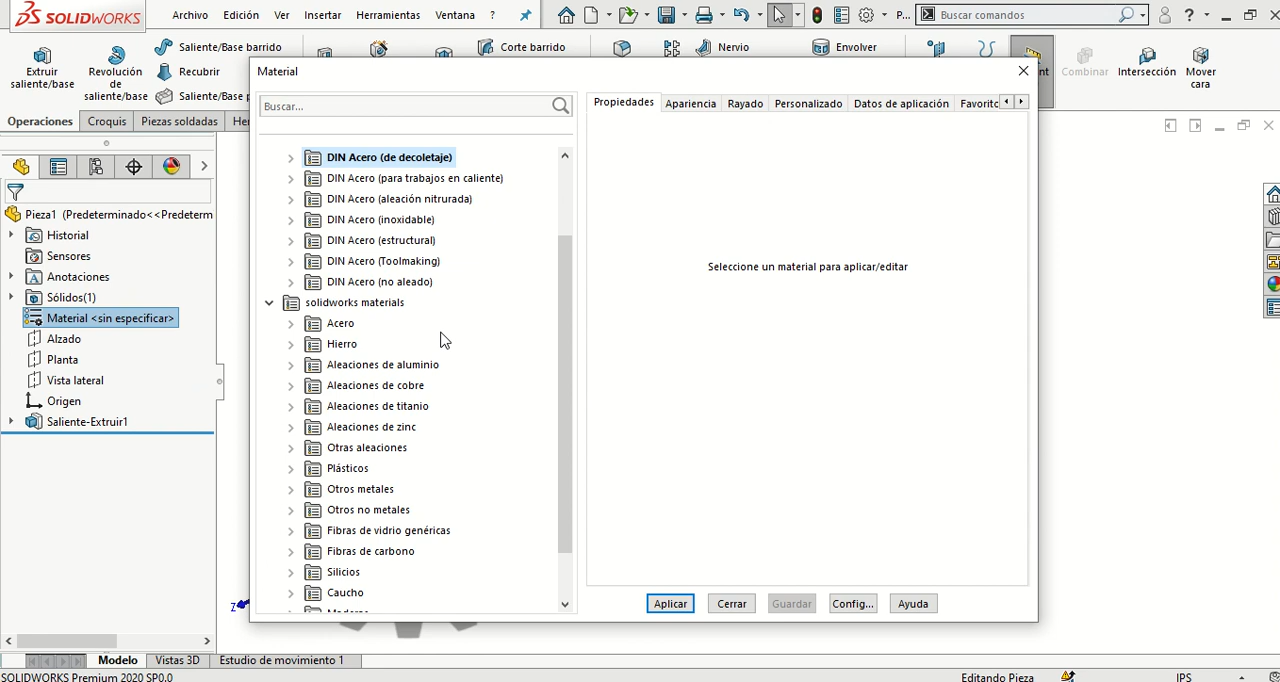 SOLIDWORKS
Archivo Edición Ver Insertar Herramientas Ventana ?
P...
Buscar comandos
?
Extruir
saliente/base
Revolución
de
saliente/base
Saliente/Base barrido
Recubrir
Saliente/Base
Corte barrido
Nervio
Envolver
Combinar
Intersección
Mover
cara
Operaciones Croquis Piezas soldadas
Pieza1 (Predeterminado<<Predeterm
Historial
Sensores
Anotaciones
Sólidos(1)
Material <sin especificar>
Alzado
Planta
Vista lateral
Origen
Saliente-Extruir1
Material
Buscar...
DIN Acero (de decoletaje)
DIN Acero (para trabajos en caliente)
DIN Acero (aleación nitrurada)
DIN Acero (inoxidable)
DIN Acero (estructural)
DIN Acero (Toolmaking)
DIN Acero (no aleado)
solidworks materials
Acero
Hierro
Aleaciones de aluminio
Aleaciones de cobre
Aleaciones de titanio
Aleaciones de zinc
Otras aleaciones
Plásticos
Otros metales
Otros no metales
Fibras de vidrio genéricas
Fibras de carbono
Silicios
Caucho
Propiedades Apariencia Rayado Personalizado Datos de aplicación Favoritc
Seleccione un material para aplicar/editar
Aplicar Cerrar Guardar Config... Ayuda
Z
Modelo Vistas 3D Estudio de movimiento 1
SOLIDWORKS Premium 2020 SP0.0
Editando Pieza
IPS